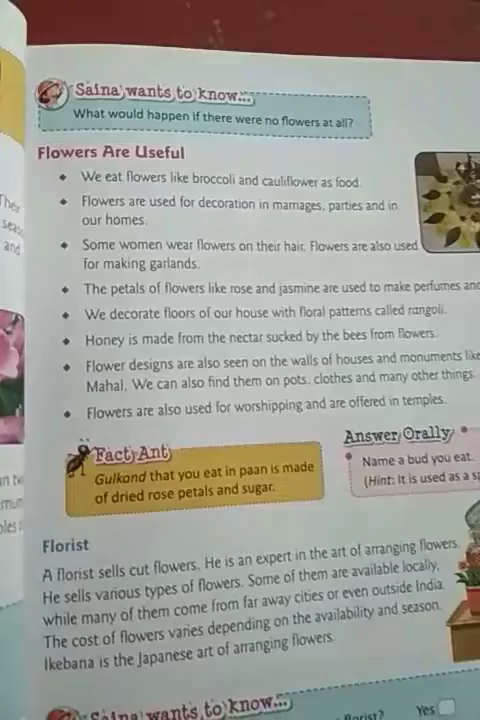 Saina wants to know...
What would happen if there were no flowers at all?
Flowers Are Useful
• We eat flowers like broccoli and cauliflower as food.
• Flowers are used for decoration in marriages, parties and in
our homes.
• Some women wear flowers on their hair. Flowers are also used
for making garlands.
• The petals of flowers like rose and jasmine are used to make perfumes and
• We decorate floors of our house with floral patterns called rangoli.
• Honey is made from the nectar sucked by the bees from flowers.
• Flower designs are also seen on the walls of houses and monuments like
Mahal. We can also find them on pots, clothes and many other things.
• Flowers are also used for worshipping and are offered in temples.
Fact Ant
Gulkand that you eat in paan is made
of dried rose petals and sugar.
Answer Orally
• Name a bud you eat.
(Hint: It is used as a
Florist
A florist sells cut flowers. He is an expert in the art of arranging flowers.
He sells various types of flowers. Some of them are available locally,
while many of them come from far away cities or even outside India.
The cost of flowers varies depending on the availability and season.
Ikebana is the Japanese art of arranging flowers.
Saina wants to know...
florist? Yes
and